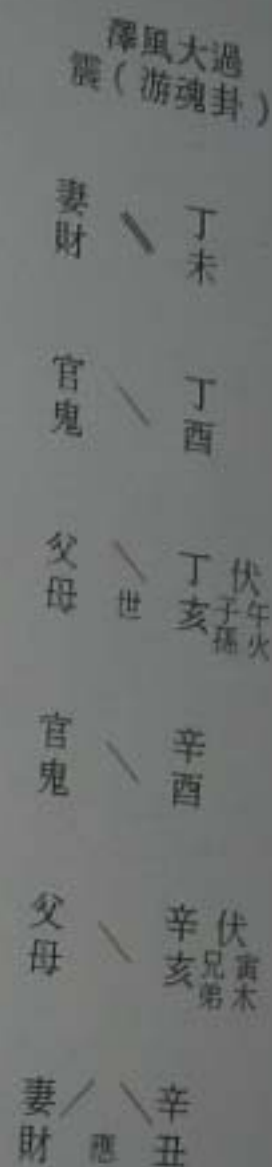 澤風大過
震（游魂卦）
妻財 丁未
官鬼 丁酉
父母 世 丁亥 伏 午火 子孫
官鬼 辛酉
父母 辛亥 伏 寅木 兄弟
妻財 應 辛丑